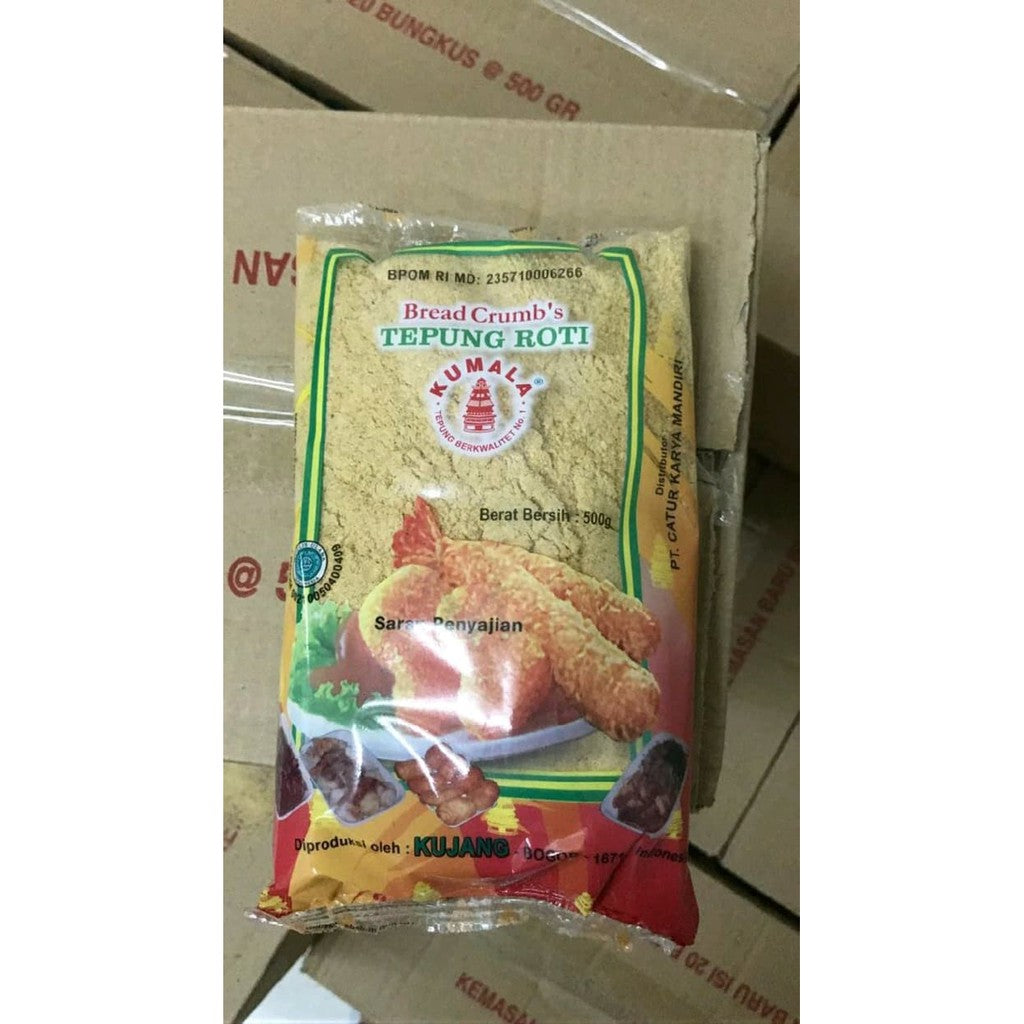 20 BUNGKUS @ 500 GR
BPOM RI MD: 235710006266
Bread Crumb's
TEPUNG ROTI
KUMALA®
TEPUNG BERKWALITET No. 1
Distributor
PT. CATUR KARYA MANDIRI
Berat Bersih : 500g
Saran Penyajian
Diproduksi oleh : KUJANG - BOGOR - 1671
@ 5
KEMASAN BARU
KEMASAN
BARU ISI 20